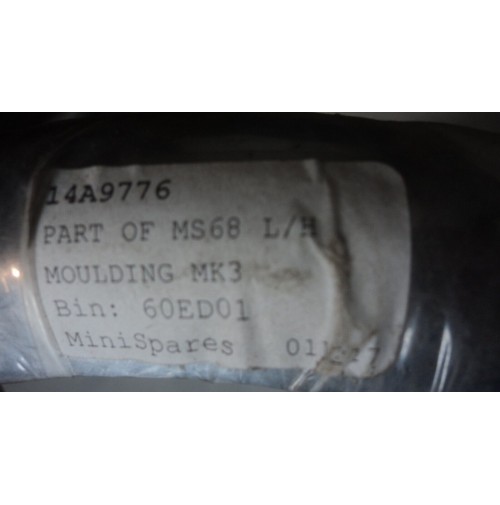 14A9776
PART OF MS68 L/H
MOULDING MK3
Bin: 60ED01
MiniSpares